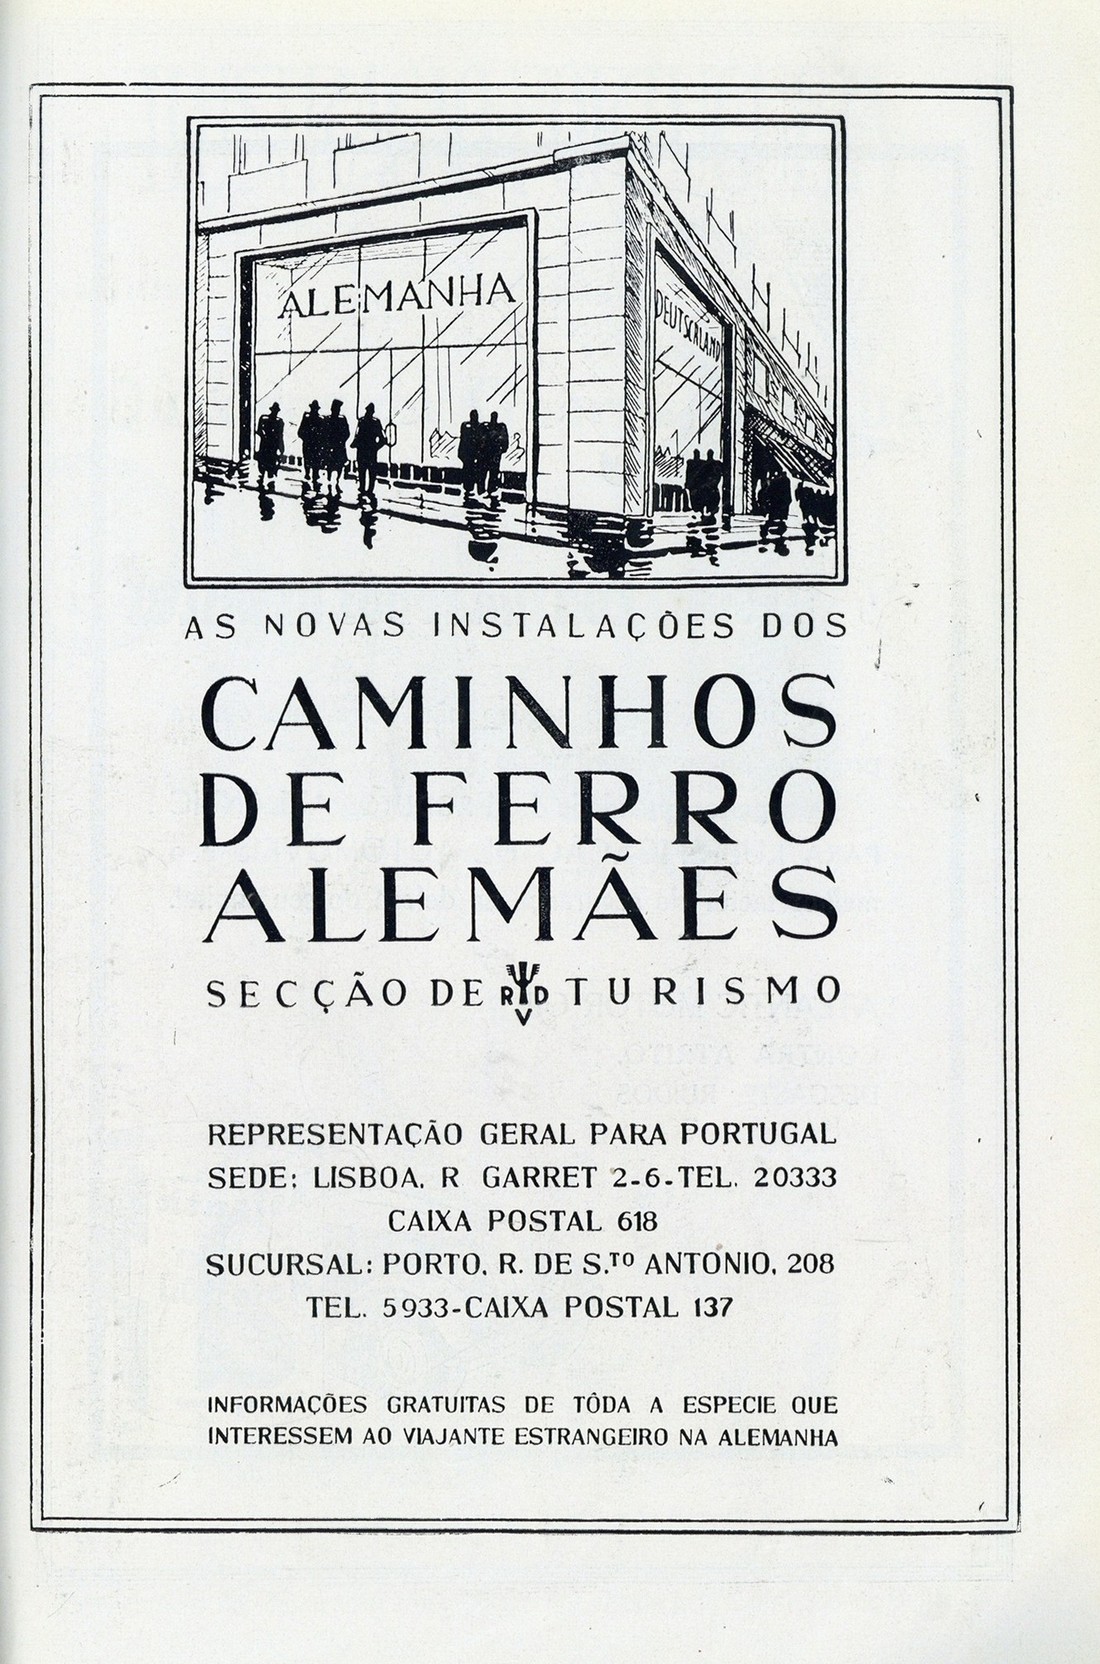 ALEMANHA
DEUTSCHLAND
AS NOVAS INSTALAÇÕES DOS
CAMINHOS
DE FERRO
ALEMÃES
SECÇÃO DE RDV TURISMO
REPRESENTAÇÃO GERAL PARA PORTUGAL
SEDE: LISBOA, R GARRET 2-6-TEL. 20333
CAIXA POSTAL 618
SUCURSAL: PORTO, R. DE S.TO ANTONIO, 208
TEL. 5933-CAIXA POSTAL 137
INFORMAÇÕES GRATUITAS DE TÔDA A ESPECIE QUE
INTERESSEM AO VIAJANTE ESTRANGEIRO NA ALEMANHA